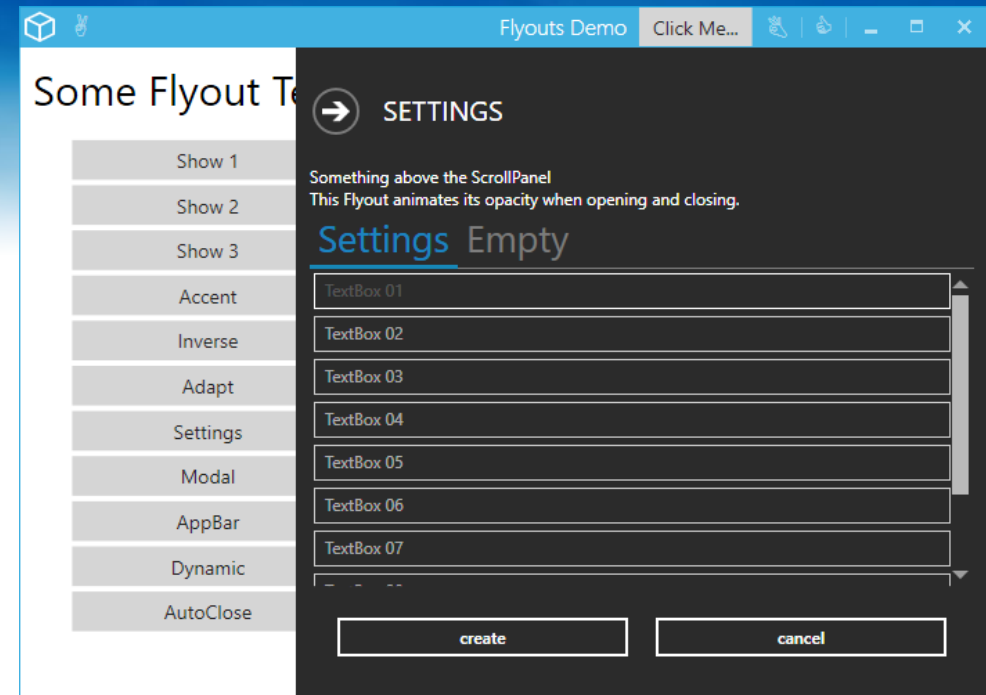 Flyouts Demo
Click Me...
Some Flyout Te
Show 1
Show 2
Show 3
Accent
Inverse
Adapt
Settings
Modal
AppBar
Dynamic
AutoClose
SETTINGS
Something above the ScrollPanel
This Flyout animates its opacity when opening and closing.
Settings Empty
TextBox 01
TextBox 02
TextBox 03
TextBox 04
TextBox 05
TextBox 06
TextBox 07
create
cancel